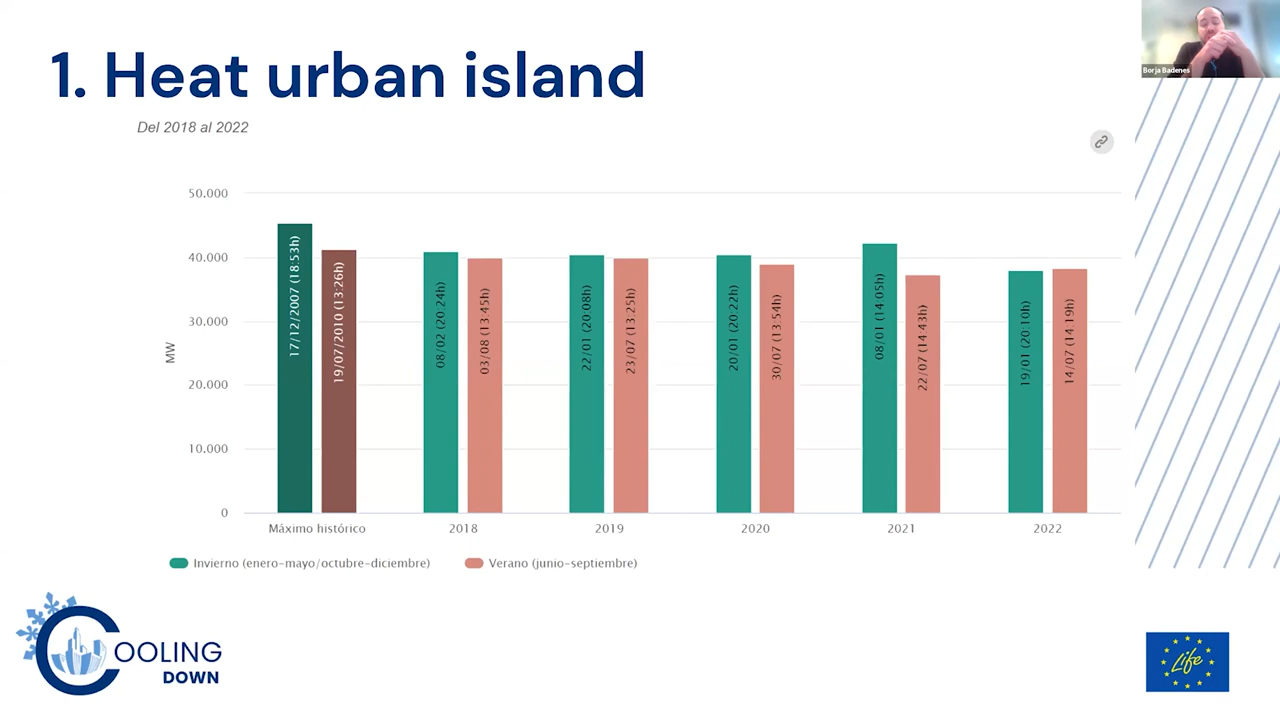 1. Heat urban island
Borja Badenes
Del 2018 al 2022
50.000
40.000
30.000
20.000
10.000
0
MW
17/12/2007 (18:53h)
19/07/2010 (13:26h)
08/02 (20:24h)
03/08 (13:45h)
22/01 (20:08h)
23/07 (13:25h)
20/01 (20:22h)
30/07 (13:54h)
08/01 (14:05h)
22/07 (14:43h)
19/01 (20:10h)
14/07 (14:19h)
Máximo histórico
2018
2019
2020
2021
2022
Invierno (enero-mayo/octubre-diciembre)
Verano (junio-septiembre)
COOLING
DOWN
Life